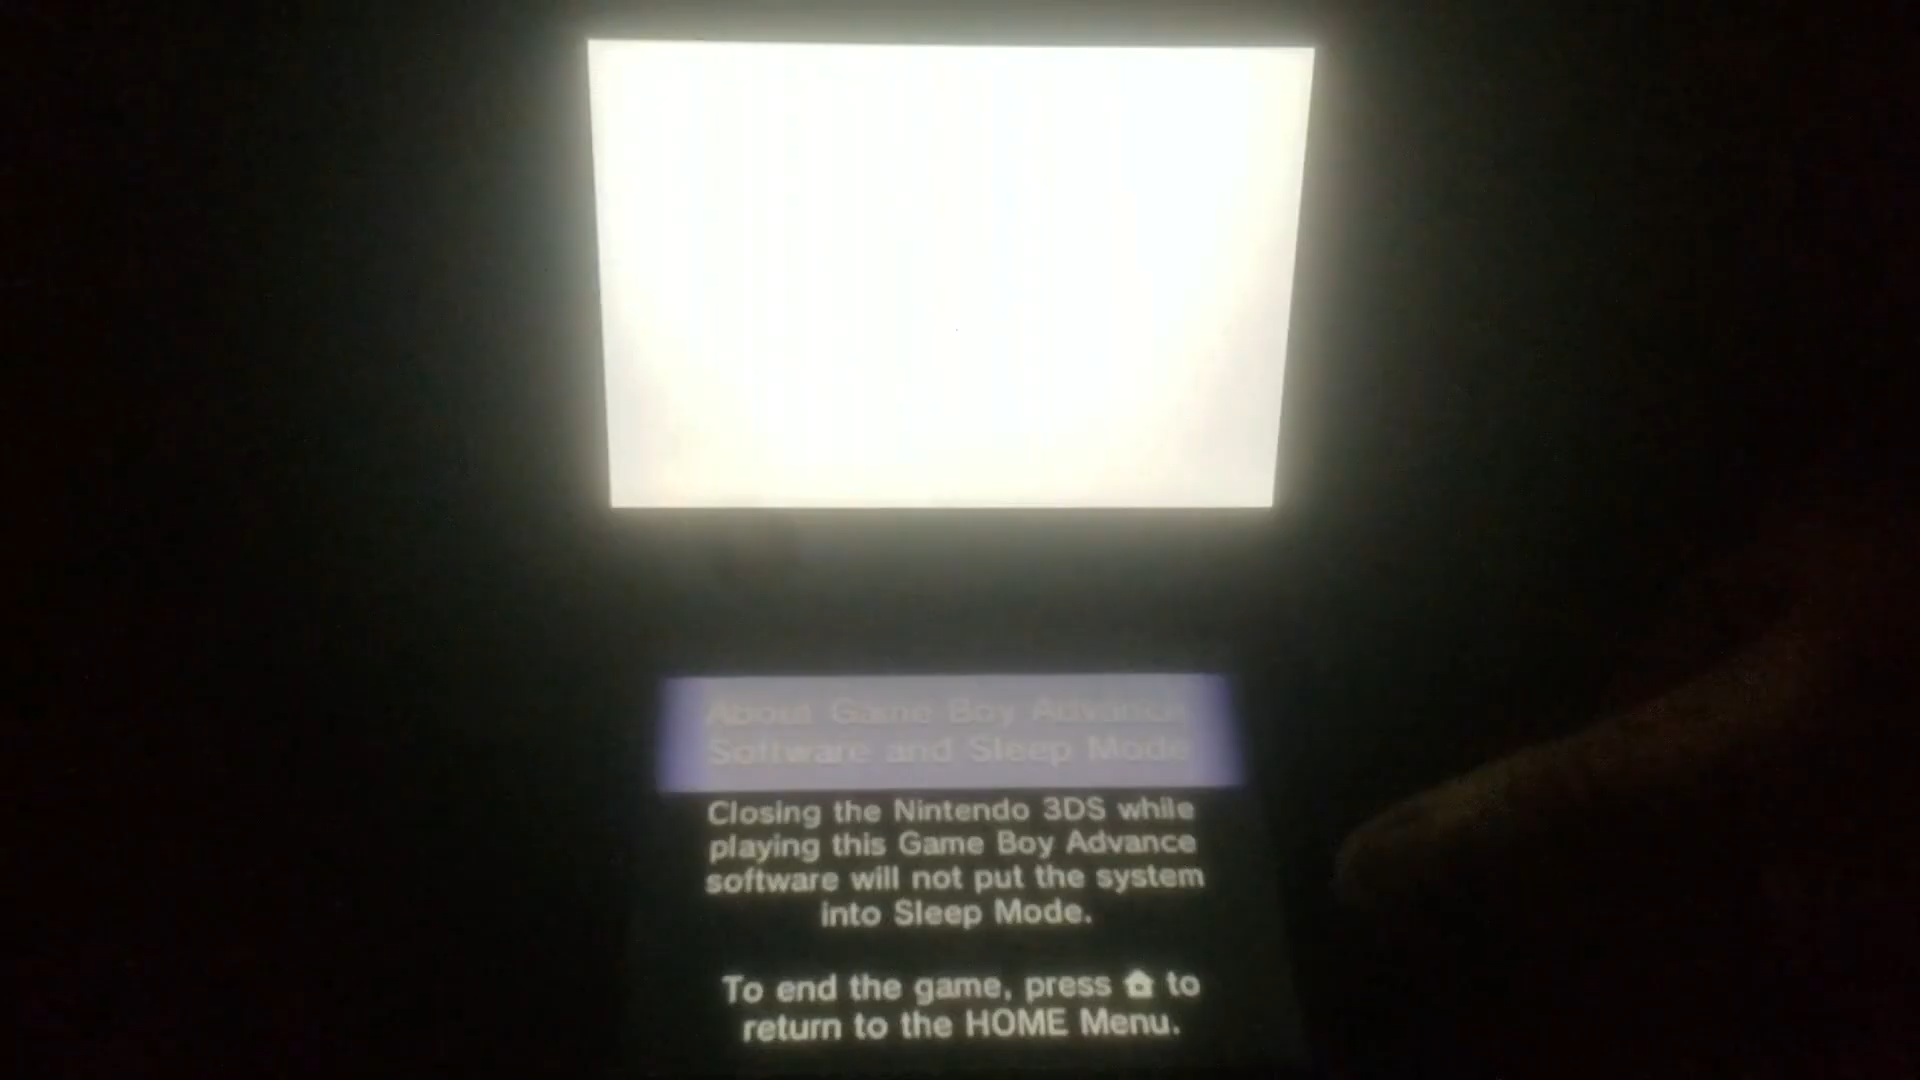 About Game Boy Advance
Software and Sleep Mode
Closing the Nintendo 3DS while
playing this Game Boy Advance
software will not put the system
into Sleep Mode.
To end the game, press to
return to the HOME Menu.